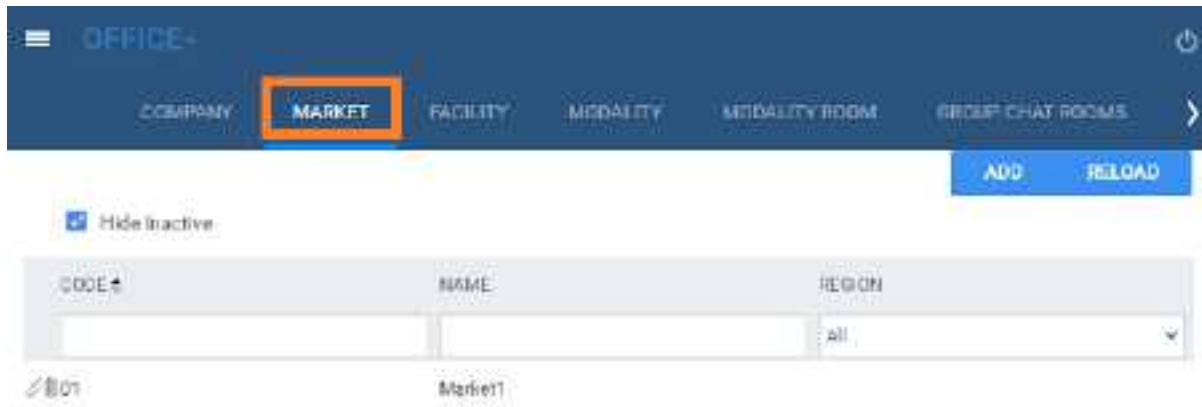 OFFICE-
COMPANY MARKET FACILITY MODALITY MODALITY ROOM GROUP CHAT ROOMS
ADD RELOAD
Hide Inactive
CODE NAME REGION
All
01 Market1